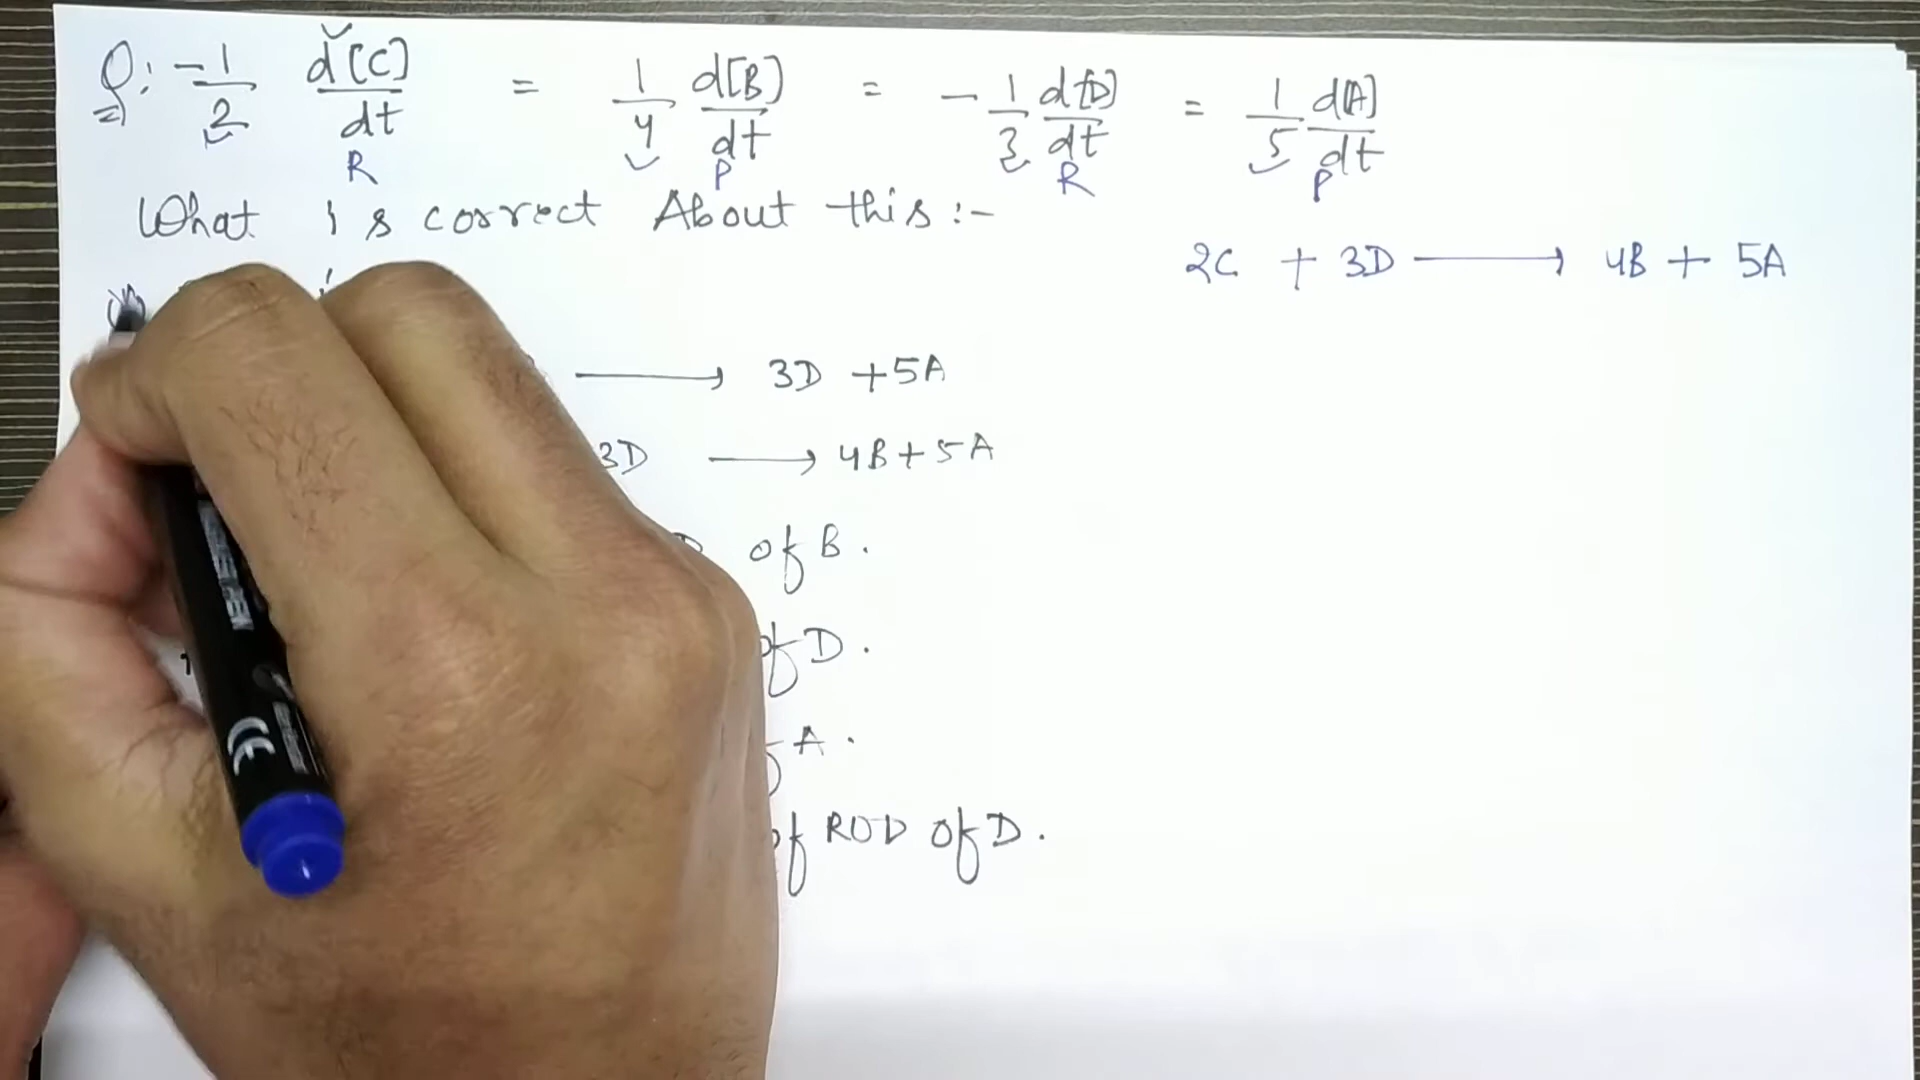 Q: -1/2 d[C]/dt = 1/4 d[B]/dt = -1/3 d[D]/dt = 1/5 d[A]/dt
R P R P
What is correct About this :-
2C + 3D ⟶ 4B + 5A
⟶ 3D + 5A
3D ⟶ 4B + 5A
of B.
of D.
A.
of ROD of D.
CE